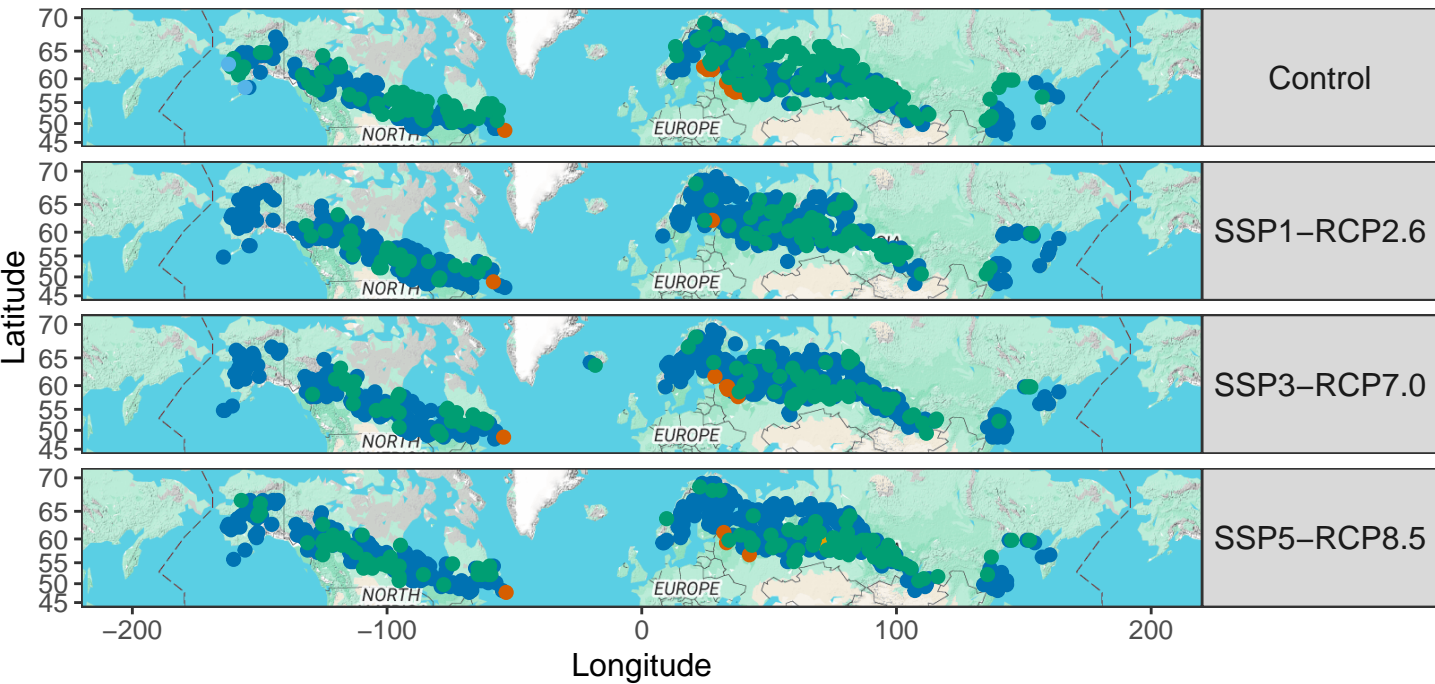 Latitude
70
65
60
55
50
45
NORTH
EUROPE
Control
70
65
60
55
50
45
NORTH
EUROPE
SSP1–RCP2.6
70
65
60
55
50
45
NORTH
EUROPE
SSP3–RCP7.0
70
65
60
55
50
45
NORTH
EUROPE
SSP5–RCP8.5
−200
−100
0
100
200
Longitude